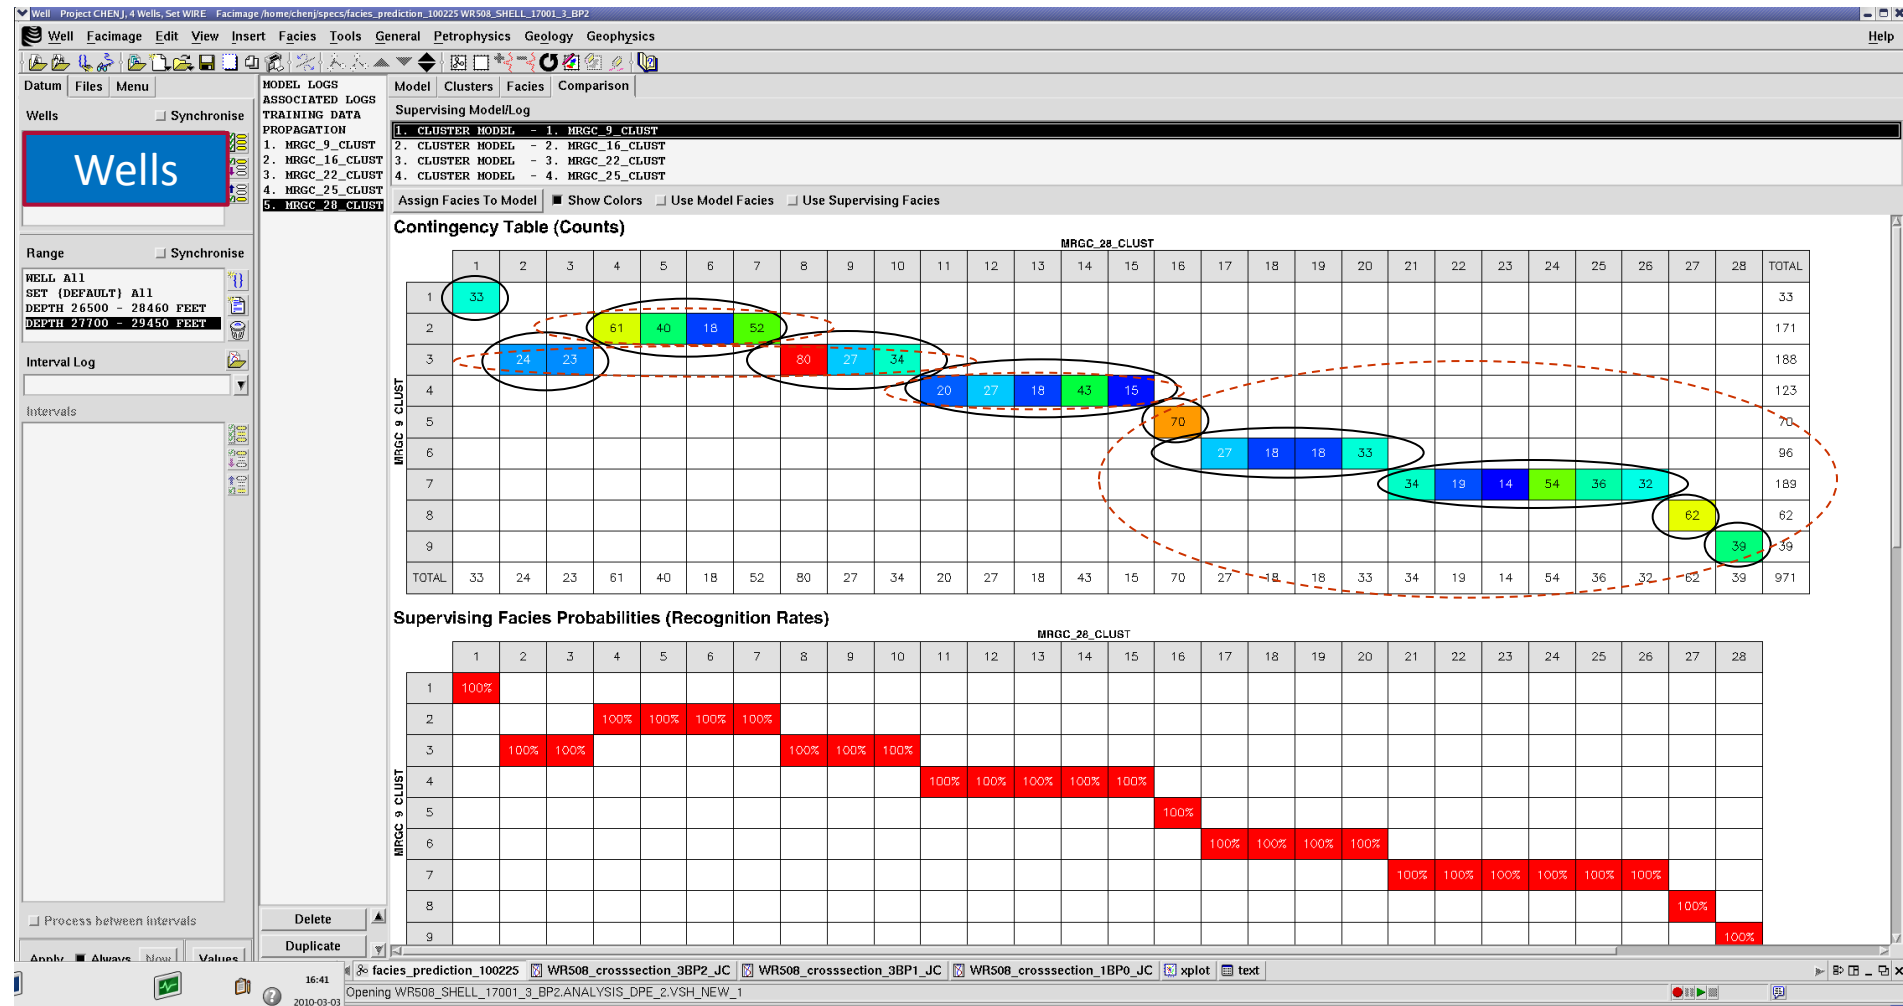 Well Project CHENJ, 4 Wells, Set WIRE Facimage /home/chenj/specs/facies_prediction_100225 WR508_SHELL_17001_3_BP2
Well Facimage Edit View Insert Facies Tools General Petrophysics Geology Geophysics Help
Datum Files Menu
Wells Synchronise
Wells
Range Synchronise
WELL All
SET (DEFAULT) All
DEPTH 26500 - 28460 FEET
DEPTH 27700 - 29450 FEET
Interval Log
Intervals
Process between intervals
Apply Always Now Values
MODEL LOGS
ASSOCIATED LOGS
TRAINING DATA
PROPAGATION
1. MRGC_9_CLUST
2. MRGC_16_CLUST
3. MRGC_22_CLUST
4. MRGC_25_CLUST
5. MRGC_28_CLUST
Delete
Duplicate
Model Clusters Facies Comparison
Supervising Model/Log
1. CLUSTER MODEL - 1. MRGC_9_CLUST
2. CLUSTER MODEL - 2. MRGC_16_CLUST
3. CLUSTER MODEL - 3. MRGC_22_CLUST
4. CLUSTER MODEL - 4. MRGC_25_CLUST
Assign Facies To Model Show Colors Use Model Facies Use Supervising Facies
Contingency Table (Counts)
MRGC_28_CLUST
1 2 3 4 5 6 7 8 9 10 11 12 13 14 15 16 17 18 19 20 21 22 23 24 25 26 27 28 TOTAL
MRGC_9_CLUST
1 33 33
2 61 40 18 52 171
3 24 23 80 27 34 188
4 20 27 18 43 15 123
5 70 70
6 27 18 18 33 96
7 34 19 14 54 36 32 189
8 62 62
9 39 39
TOTAL 33 24 23 61 40 18 52 80 27 34 20 27 18 43 15 70 27 18 18 33 34 19 14 54 36 32 62 39 971
Supervising Facies Probabilities (Recognition Rates)
MRGC_28_CLUST
1 2 3 4 5 6 7 8 9 10 11 12 13 14 15 16 17 18 19 20 21 22 23 24 25 26 27 28
MRGC_9_CLUST
1 100%
2 100% 100% 100% 100%
3 100% 100% 100% 100% 100%
4 100% 100% 100% 100% 100%
5 100%
6 100% 100% 100% 100%
7 100% 100% 100% 100% 100% 100%
8 100%
9 100%
16:41
2010-03-03
facies_prediction_100225 WR508_crosssection_3BP2_JC WR508_crosssection_3BP1_JC WR508_crosssection_1BP0_JC xplot text
Opening WR508_SHELL_17001_3_BP2.ANALYSIS_DPE_2.VSH_NEW_1